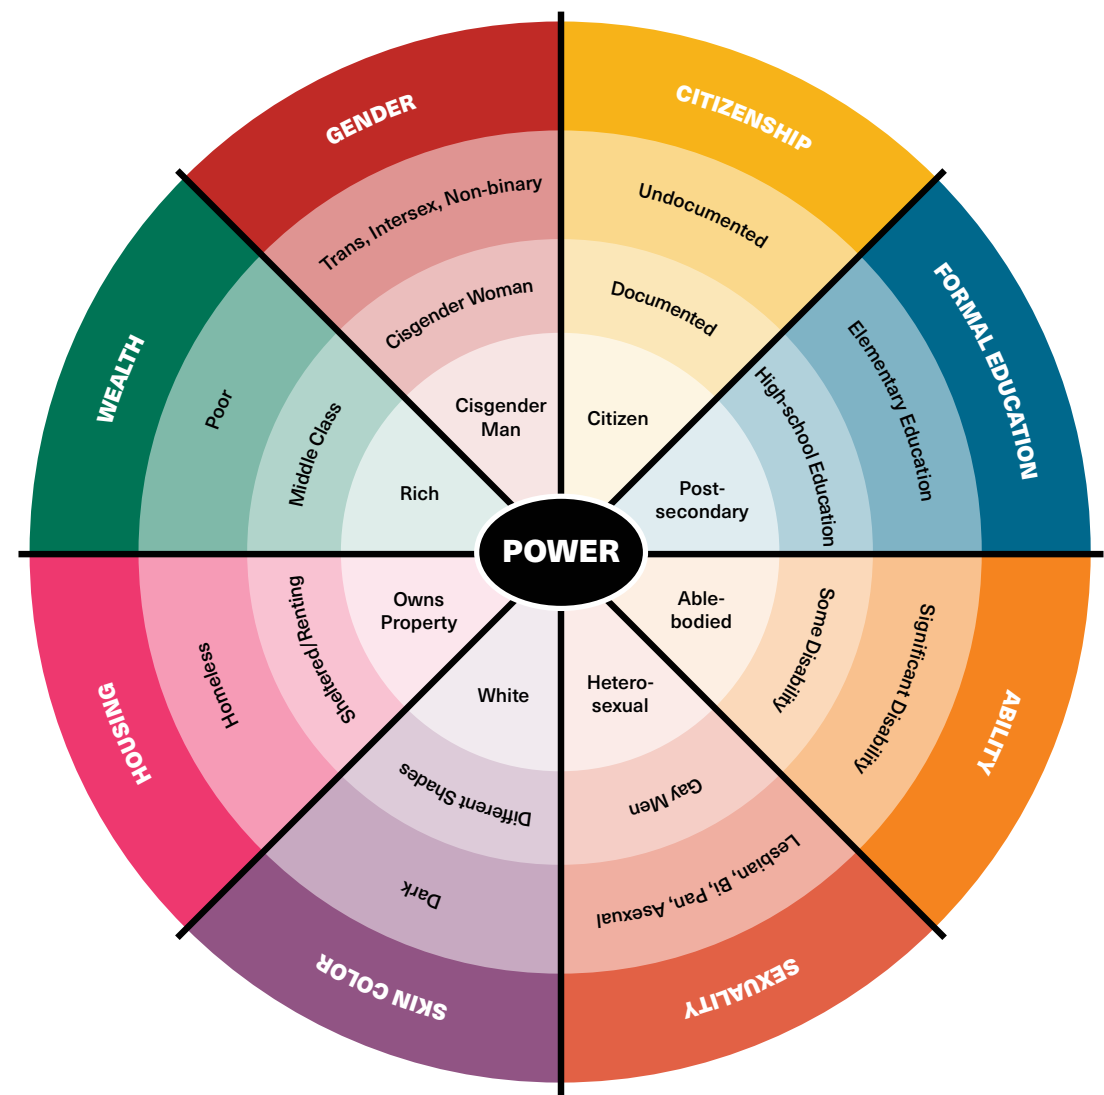 GENDER
Trans, Intersex, Non-binary
Cisgender Woman
Cisgender
Man
CITIZENSHIP
Undocumented
Documented
Citizen
FORMAL EDUCATION
Elementary Education
High-school Education
Post-
secondary
ABILITY
Significant Disability
Some Disability
Able-
bodied
SEXUALITY
Lesbian, Bi, Pan, Asexual
Gay Men
Hetero-
sexual
SKIN COLOR
Dark
Different Shades
White
HOUSING
Homeless
Sheltered/Renting
Owns
Property
WEALTH
Poor
Middle Class
Rich
POWER